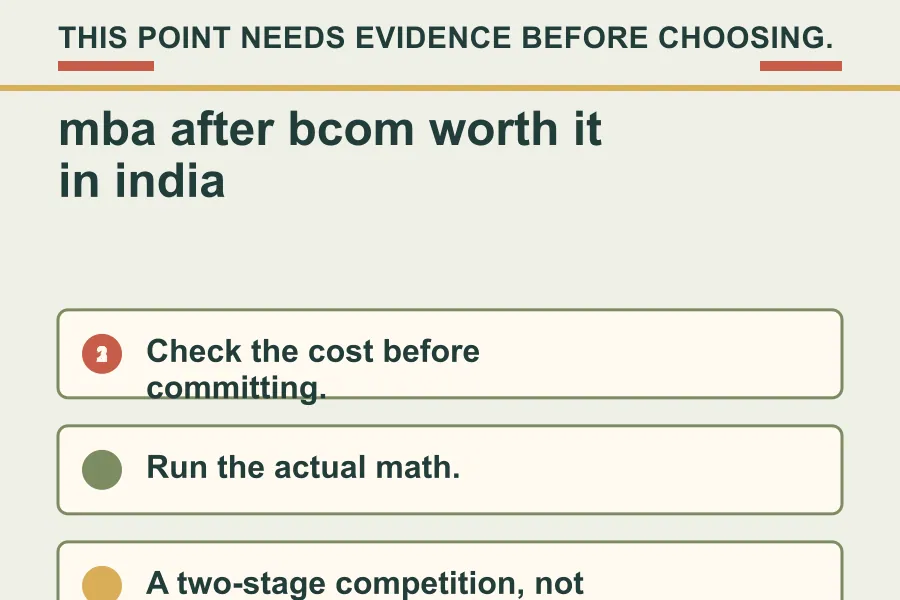 THIS POINT NEEDS EVIDENCE BEFORE CHOOSING.
mba after bcom worth it
in india
Check the cost before
committing.
Run the actual math.
A two-stage competition, not